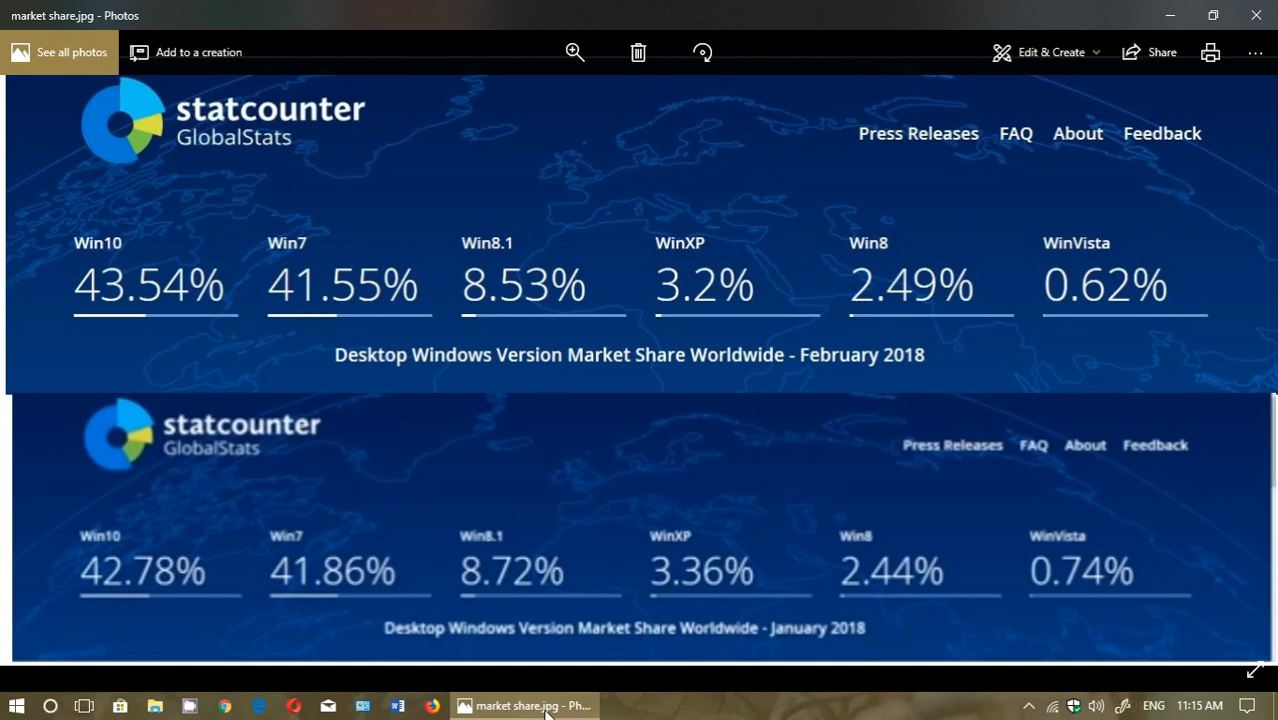 market share.jpg - Photos
See all photos
Add to a creation
Edit & Create
Share
statcounter
GlobalStats
Press Releases FAQ About Feedback
Win10 Win7 Win8.1 WinXP Win8 WinVista
43.54% 41.55% 8.53% 3.2% 2.49% 0.62%
Desktop Windows Version Market Share Worldwide - February 2018
statcounter
GlobalStats
Press Releases FAQ About Feedback
Win10 Win7 Win8.1 WinXP Win8 WinVista
42.78% 41.86% 8.72% 3.36% 2.44% 0.74%
Desktop Windows Version Market Share Worldwide - January 2018
market share.jpg - Ph...
ENG 11:15 AM